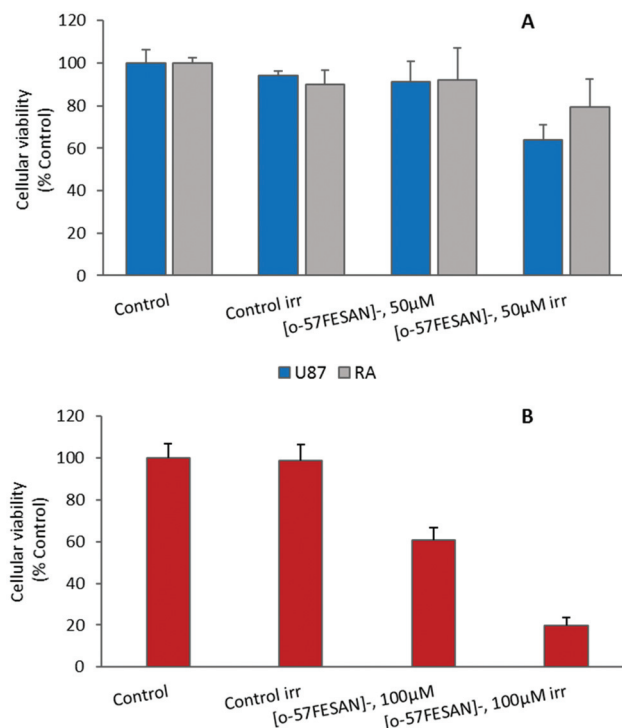 A
Cellular viability
(% Control)
120
100
80
60
40
20
0
Control
Control irr
[o-57FESAN]-, 50µM
[o-57FESAN]-, 50µM irr
U87 RA
B
Cellular viability
(% Control)
120
100
80
60
40
20
0
Control
Control irr
[o-57FESAN]-, 100µM
[o-57FESAN]-, 100µM irr